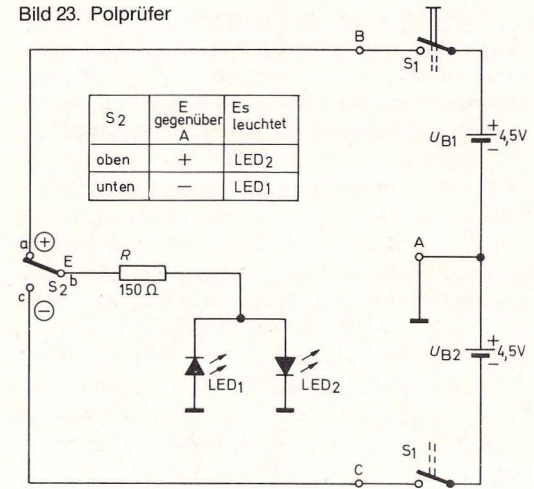 Bild 23. Polprüfer
B
S1
S2 | E gegenüber A | Es leuchtet
oben | + | LED2
unten | − | LED1
UB1 + − 4,5V
a +
E
A
S2 b
R
150 Ω
c −
LED1
LED2
UB2 + − 4,5V
S1
C